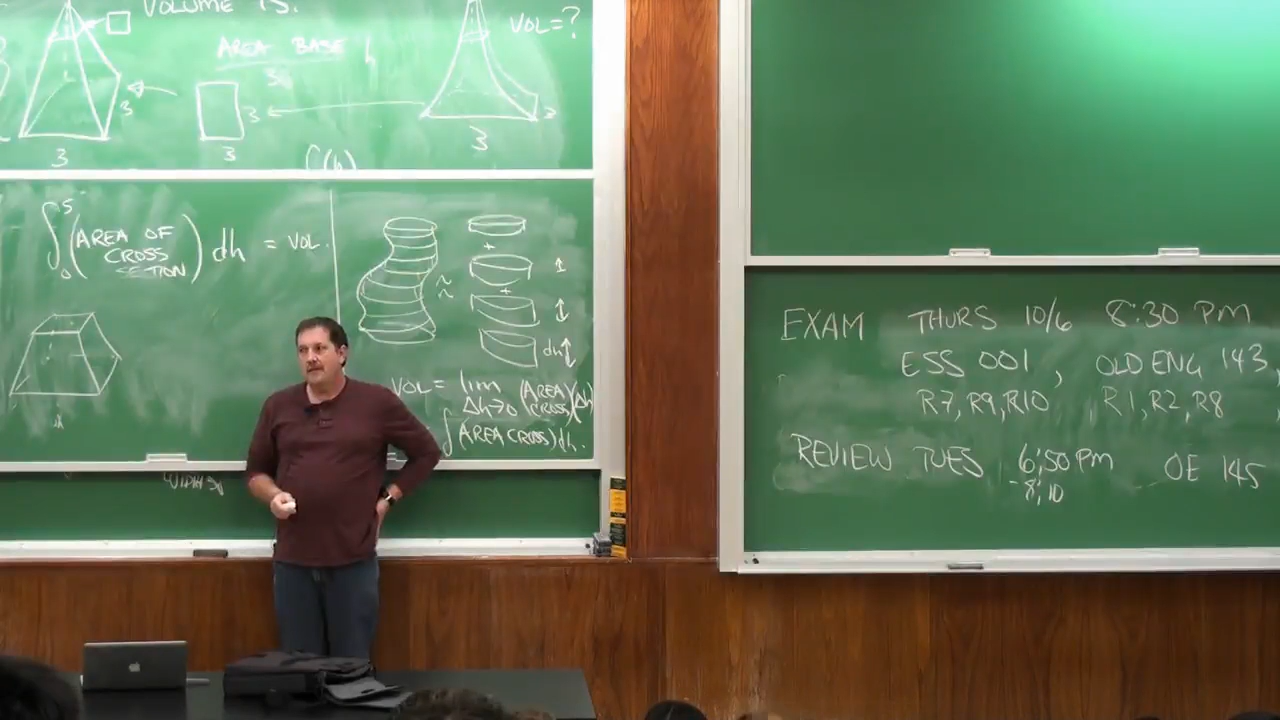 VOLUME IS.
VOL=?
AREA BASE h
3
3
3
3
3
C(h)
∫₀⁵ (AREA OF CROSS SECTION) dh = VOL.
+
+
≈
dh
VOL = lim Δh→0 (AREA CROSS)(Δh)
∫(AREA CROSS)dh.
=
EXAM THURS 10/6 8:30 PM
ESS 001, OLD ENG 143,
R7, R9, R10 R1, R2, R8,
REVIEW TUES 6:50 PM OE 145
-8:10